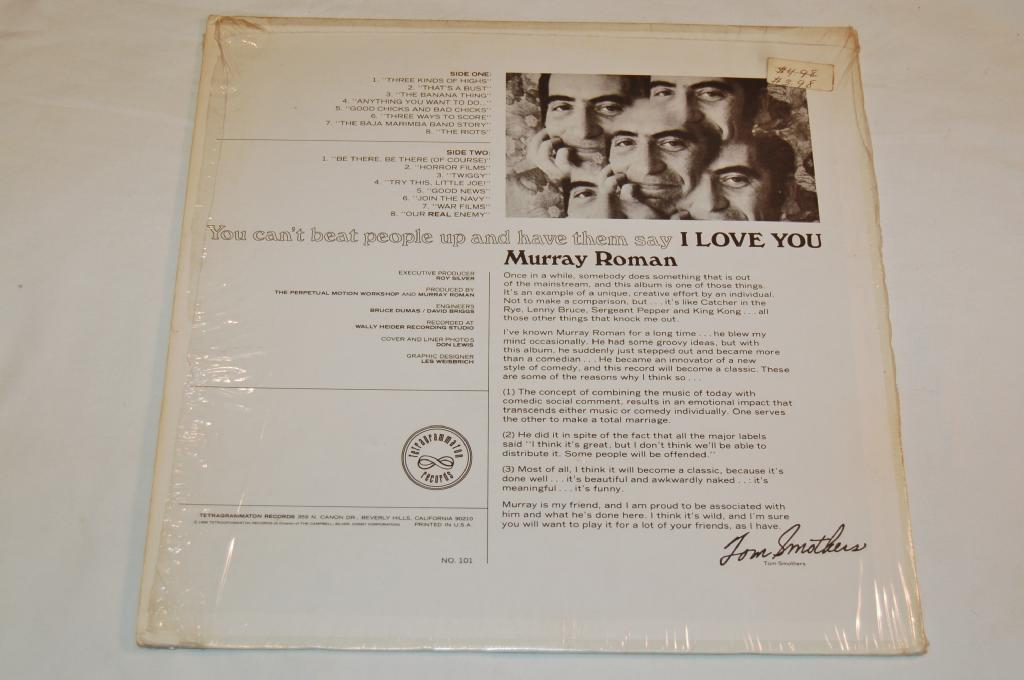 $4.98
$3.98
SIDE ONE:
1. "THREE KINDS OF HIGHS"
2. "THAT'S A BUST"
3. "THE BANANA THING"
4. "ANYTHING YOU WANT TO DO..."
5. "GOOD CHICKS AND BAD CHICKS"
6. "THREE WAYS TO SCORE"
7. "THE BAJA MARIMBA BAND STORY"
8. "THE RIOTS"
SIDE TWO:
1. "BE THERE, BE THERE (OF COURSE)"
2. "HORROR FILMS"
3. "TWIGGY"
4. "TRY THIS, LITTLE JOE!"
5. "GOOD NEWS"
6. "JOIN THE NAVY"
7. "WAR FILMS"
8. "OUR REAL ENEMY"
You can't beat people up and have them say I LOVE YOU
Murray Roman
EXECUTIVE PRODUCER
ROY SILVER
PRODUCED BY
THE PERPETUAL MOTION WORKSHOP AND MURRAY ROMAN
ENGINEERS
BRUCE DUMAS / DAVID BRIGGS
RECORDED AT
WALLY HEIDER RECORDING STUDIO
COVER AND LINER PHOTOS
DON LEWIS
GRAPHIC DESIGNER
LES WEISBRICH
tetragrammaton
records
TETRAGRAMMATON RECORDS 359 N. CANON DR., BEVERLY HILLS, CALIFORNIA 90210
© 1968 TETRAGRAMMATON RECORDS (A Division of THE CAMPBELL, SILVER, COSBY CORPORATION) PRINTED IN U.S.A.
NO. 101
Once in a while, somebody does something that is out
of the mainstream, and this album is one of those things.
It's an example of a unique, creative effort by an individual.
Not to make a comparison, but . . . it's like Catcher in the
Rye, Lenny Bruce, Sergeant Pepper and King Kong . . . all
those other things that knock me out.
I've known Murray Roman for a long time . . . he blew my
mind occasionally. He had some groovy ideas, but with
this album, he suddenly just stepped out and became more
than a comedian . . . He became an innovator of a new
style of comedy, and this record will become a classic. These
are some of the reasons why I think so . . .
(1) The concept of combining the music of today with
comedic social comment, results in an emotional impact that
transcends either music or comedy individually. One serves
the other to make a total marriage.
(2) He did it in spite of the fact that all the major labels
said "I think it's great, but I don't think we'll be able to
distribute it. Some people will be offended."
(3) Most of all, I think it will become a classic, because it's
done well . . . it's beautiful and awkwardly naked . . . it's
meaningful . . . it's funny.
Murray is my friend, and I am proud to be associated with
him and what he's done here. I think it's wild, and I'm sure
you will want to play it for a lot of your friends, as I have.
Tom Smothers
Tom Smothers